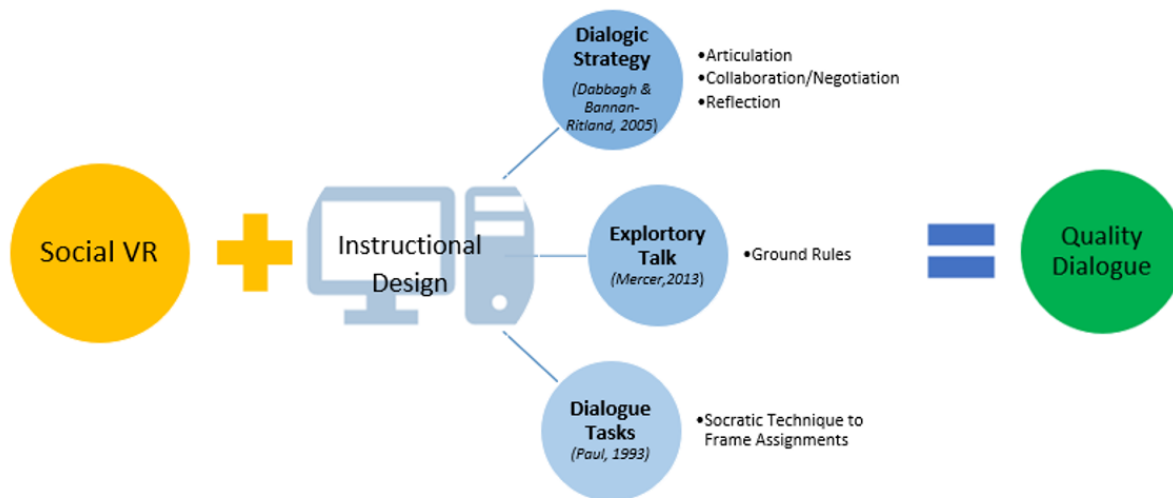 Social VR
Instructional
Design
Dialogic
Strategy
(Dabbagh &
Bannan-
Ritland, 2005)
•Articulation
•Collaboration/Negotiation
•Reflection
Explortory
Talk
(Mercer,2013)
•Ground Rules
Dialogue
Tasks
(Paul, 1993)
•Socratic Technique to
Frame Assignments
Quality
Dialogue